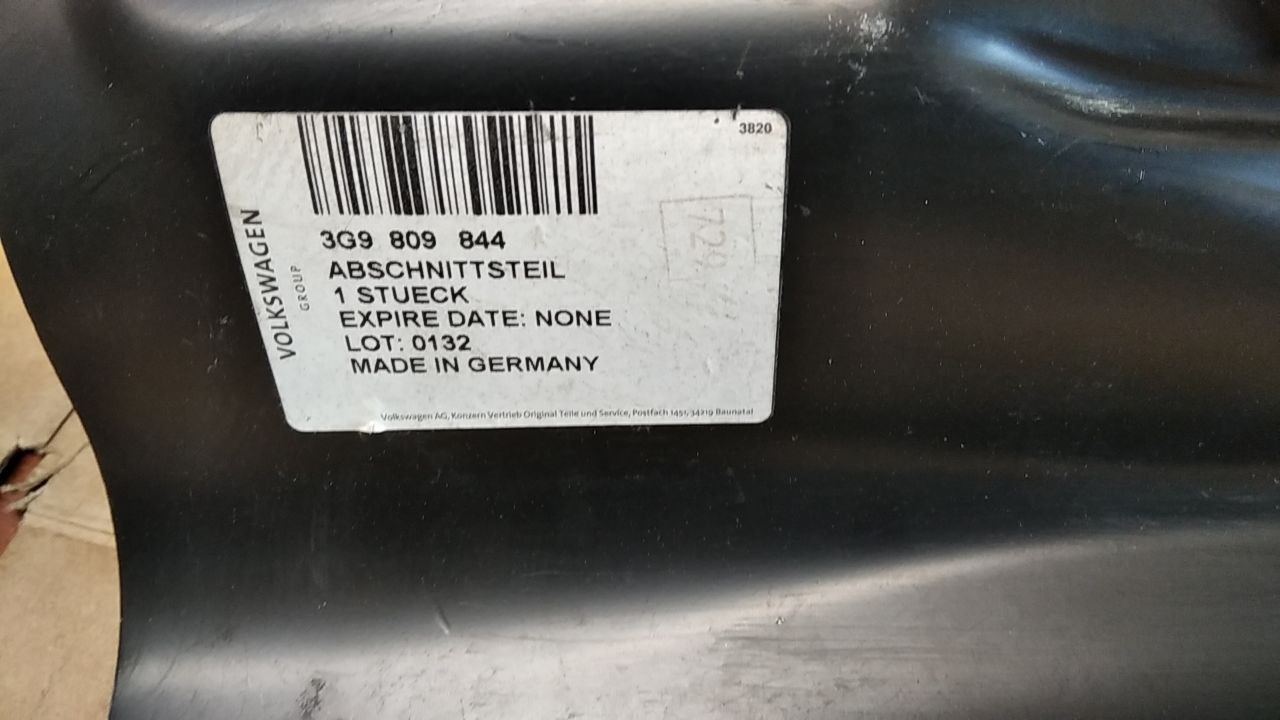 3820
VOLKSWAGEN
GROUP
3G9 809 844
ABSCHNITTSTEIL
1 STUECK
EXPIRE DATE: NONE
LOT: 0132
MADE IN GERMANY
Volkswagen AG, Konzern Vertrieb Original Teile und Service, Postfach 1451, 34219 Baunatal